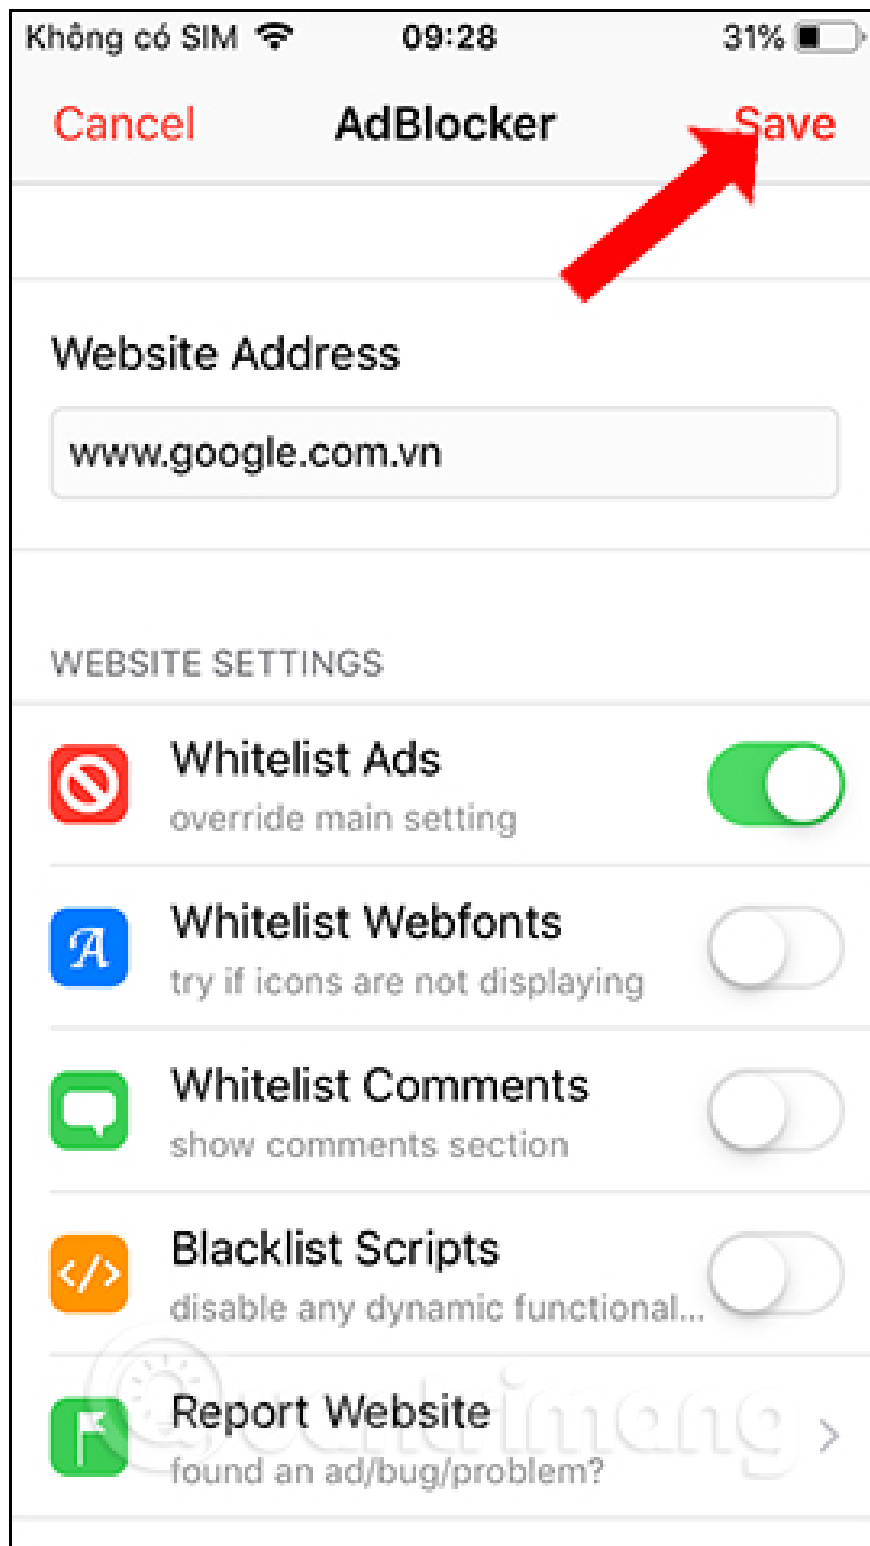 Không có SIM 09:28 31%
Cancel AdBlocker Save
Website Address
www.google.com.vn
WEBSITE SETTINGS
Whitelist Ads
override main setting
Whitelist Webfonts
try if icons are not displaying
Whitelist Comments
show comments section
Blacklist Scripts
disable any dynamic functional...
Report Website
found an ad/bug/problem?
Quantrimang